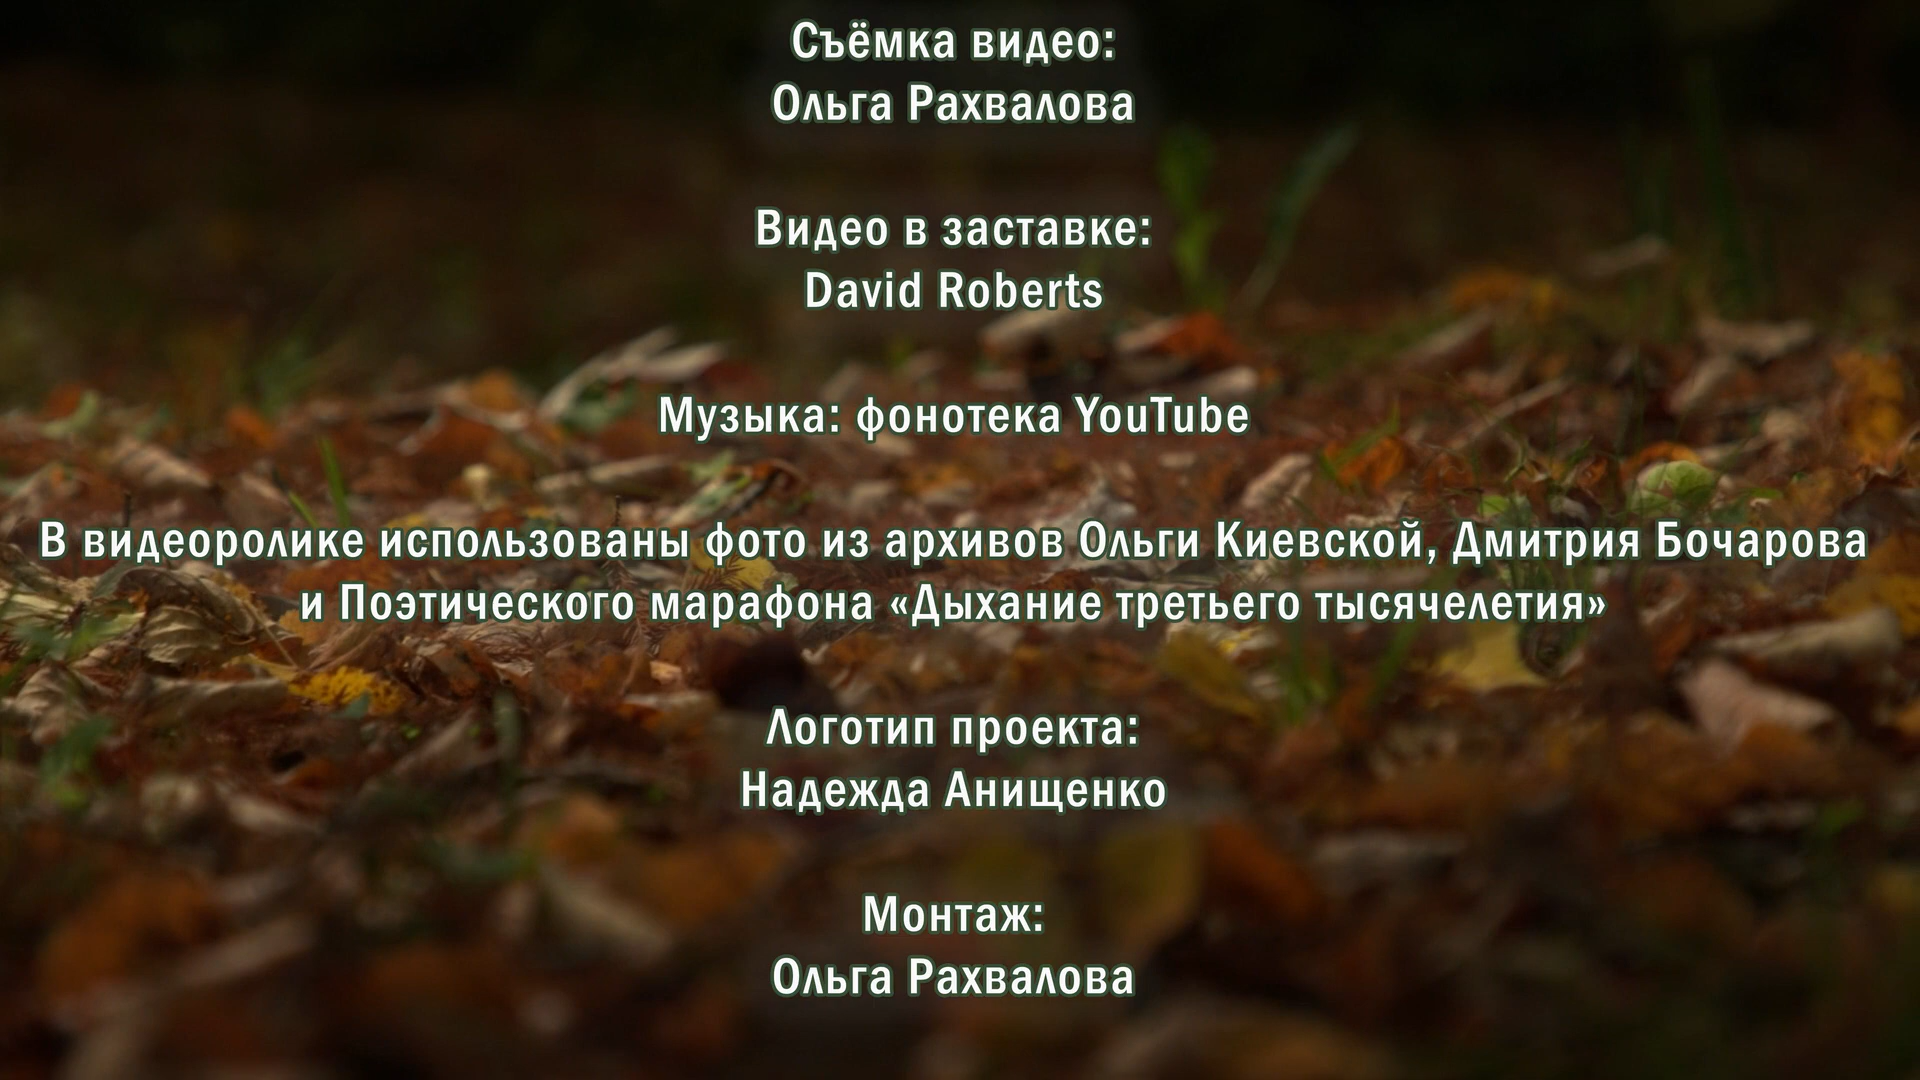 Съёмка видео:
Ольга Рахвалова
Видео в заставке:
David Roberts
Музыка: фонотека YouTube
В видеоролике использованы фото из архивов Ольги Киевской, Дмитрия Бочарова
и Поэтического марафона «Дыхание третьего тысячелетия»
Логотип проекта:
Надежда Анищенко
Монтаж:
Ольга Рахвалова